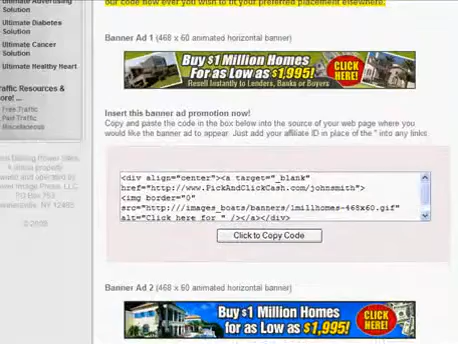 our code now ever you wish to fit your preferred placement elsewhere.
Ultimate Advertising
Solution
Ultimate Diabetes
Solution
Ultimate Cancer
Solution
Ultimate Healthy Heart
Traffic Resources &
More! ...
Free Traffic
Paid Traffic
Miscellaneous
PO Box 763
© 2008
Banner Ad 1 (468 x 60 animated horizontal banner)
Buy $1 Million Homes
For as Low as $1,995!
Resell Instantly to Lenders, Banks or Buyers
CLICK
HERE!
Insert this banner ad promotion now!
Copy and paste the code in the box below into the source of your web page where you
would like the banner ad to appear. Just add your affiliate ID in place of the * into any links.
<div align="center"><a target="_blank"
href="http://www.PickAndClickCash.com/johnsmith">
<img border="0"
src="http:///images_boats/banners/1millhomes-468x60.gif"
alt="Click here for " /></a></div>
Click to Copy Code
Banner Ad 2 (468 x 60 animated horizontal banner)
Buy $1 Million Homes
for as Low as $1,995!
CLICK
HERE!